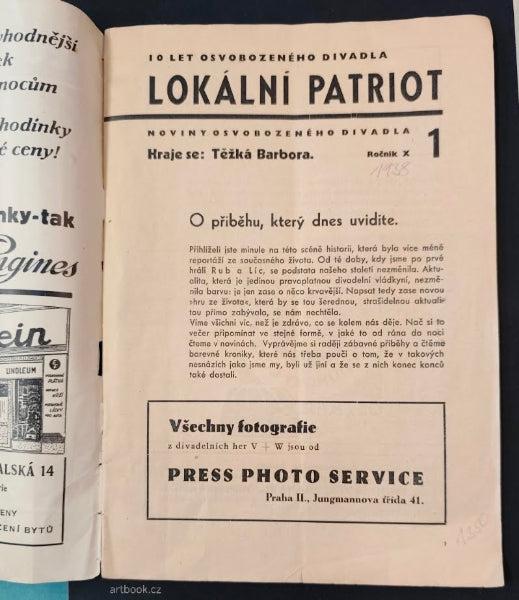 hodnější
ek
nocům
hodinky
é ceny!
nky-tak
ngines
ein
LINOLEUM
ALSKÁ 14
rie
ENY
ZENÍ BYTŮ
10 LET OSVOBOZENÉHO DIVADLA
LOKÁLNÍ PATRIOT
NOVINY OSVOBOZENÉHO DIVADLA
1
Hraje se: Těžká Barbora.
Ročník X
1938
O příběhu, který dnes uvidíte.
Přihlíželi jste minule na této scéně historii, která byla více méně
reportáží ze současného života. Od té doby, kdy jsme po prvé
hráli Rub a Líc, se podstata našeho století nezměnila. Aktu-
alita, která je jedinou pravoplatnou divadelní vládkyní, nezmě-
nila barvu: je jen zase o něco krvavější. Napsat tedy zase novou
»hru ze života«, která by se tou šerednou, strašidelnou aktuali-
tou přímo zabývala, se nám nechtělo.
Víme všichni víc, než je zdrávo, co se kolem nás děje. Nač si to
večer připomínat ve stejné formě, v jaké to od rána do noci
čteme v novinách. Vyprávějme si raději zábavné příběhy a čtěme
barevné kroniky, které nás třeba poučí o tom, že v takových
nesnázích jako jsme my, byli už jiní a že se z nich konec konců
také dostali.
Všechny fotografie
z divadelních her V + W jsou od
PRESS PHOTO SERVICE
Praha II., Jungmannova třída 41.
artbook.cz